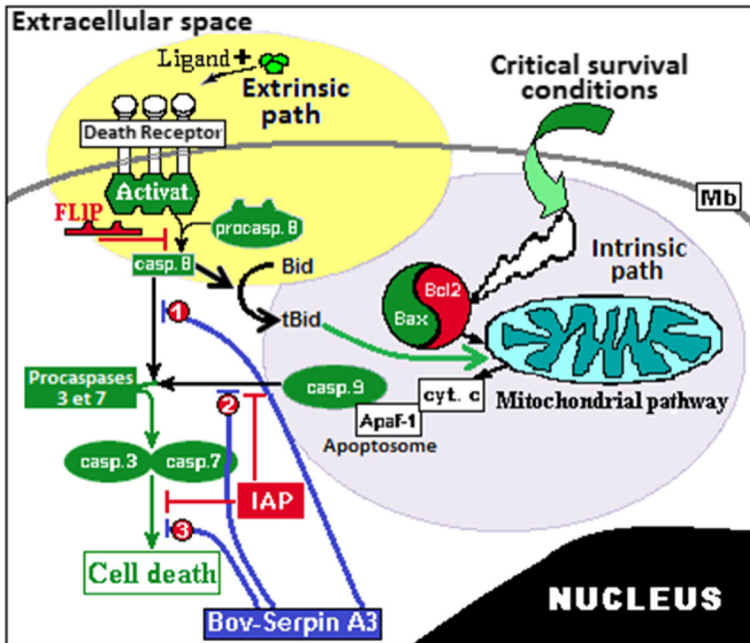 Extracellular space
Ligand+
Extrinsic
path
Critical survival
conditions
Death Receptor
Activat.
Mb
FLIP
procasp. 8
casp. 8
Bid
Intrinsic
path
Bcl2
Bax
tBid
1
Procaspases
3 et 7
casp.9
2
cyt. c
Mitochondrial pathway
Apaf-1
Apoptosome
casp.3
casp.7
IAP
3
Cell death
NUCLEUS
Bov-Serpin A3